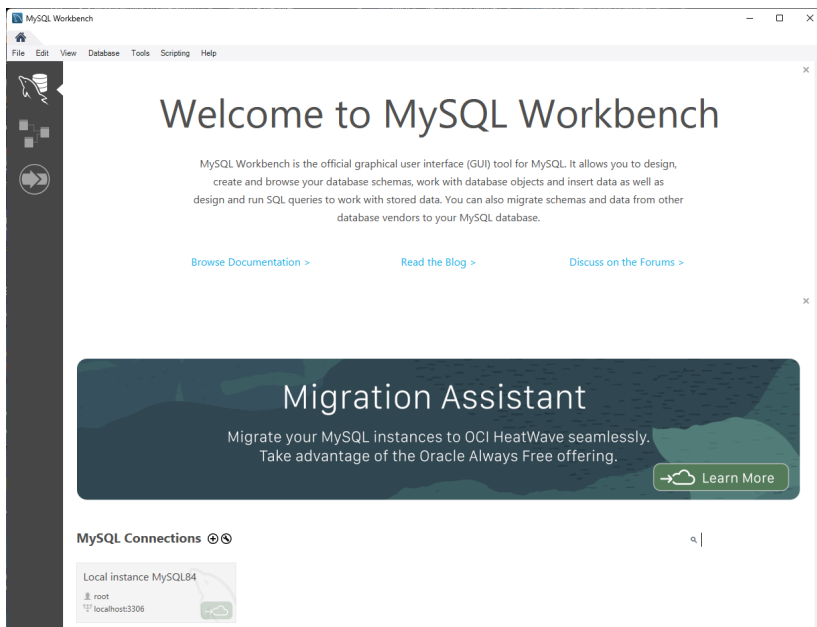 MySQL Workbench
File Edit View Database Tools Scripting Help
Welcome to MySQL Workbench
MySQL Workbench is the official graphical user interface (GUI) tool for MySQL. It allows you to design,
create and browse your database schemas, work with database objects and insert data as well as
design and run SQL queries to work with stored data. You can also migrate schemas and data from other
database vendors to your MySQL database.
Browse Documentation > Read the Blog > Discuss on the Forums >
Migration Assistant
Migrate your MySQL instances to OCI HeatWave seamlessly.
Take advantage of the Oracle Always Free offering.
Learn More
MySQL Connections
Local instance MySQL84
root
localhost:3306